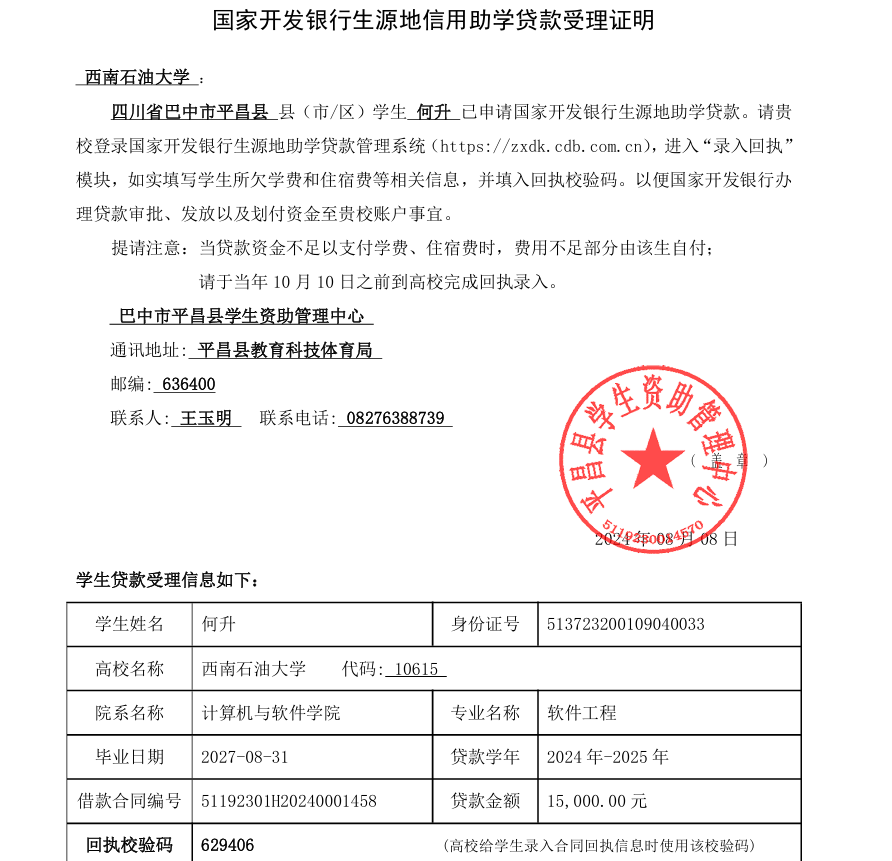 国家开发银行生源地信用助学贷款受理证明
西南石油大学：
四川省巴中市平昌县 县（市/区）学生 何升 已申请国家开发银行生源地助学贷款。请贵
校登录国家开发银行生源地助学贷款管理系统（https://zxdk.cdb.com.cn），进入“录入回执”
模块，如实填写学生所欠学费和住宿费等相关信息，并填入回执校验码。以便国家开发银行办
理贷款审批、发放以及划付资金至贵校账户事宜。
提请注意：当贷款资金不足以支付学费、住宿费时，费用不足部分由该生自付；
请于当年 10 月 10 日之前到高校完成回执录入。
巴中市平昌县学生资助管理中心
通讯地址: 平昌县教育科技体育局
邮编: 636400
联系人: 王玉明 联系电话: 08276388739
平昌县学生资助管理中心
（盖章）
2024 年 08 月 08 日
学生贷款受理信息如下：
学生姓名 何升 身份证号 513723200109040033
高校名称 西南石油大学 代码: 10615
院系名称 计算机与软件学院 专业名称 软件工程
毕业日期 2027-08-31 贷款学年 2024 年-2025 年
借款合同编号 51192301H20240001458 贷款金额 15,000.00 元
回执校验码 629406 （高校给学生录入合同回执信息时使用该校验码）